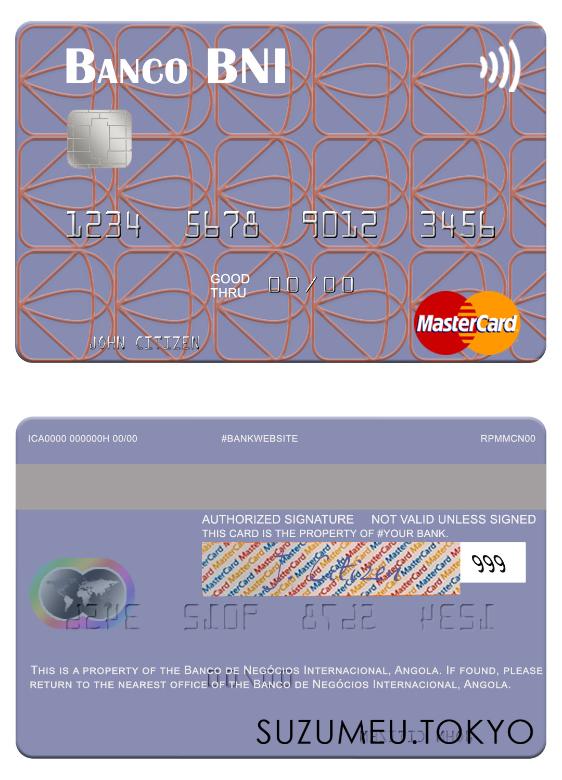 BANCO BNI
1234 5678 9012 3456
GOOD THRU 00/00
MasterCard
JOHN CITIZEN
ICA0000 000000H 00/00 #BANKWEBSITE RPMMCN00
AUTHORIZED SIGNATURE NOT VALID UNLESS SIGNED
THIS CARD IS THE PROPERTY OF #YOUR BANK.
999
THIS IS A PROPERTY OF THE BANCO DE NEGÓCIOS INTERNACIONAL, ANGOLA. IF FOUND, PLEASE
RETURN TO THE NEAREST OFFICE OF THE BANCO DE NEGÓCIOS INTERNACIONAL, ANGOLA.
SUZUMEU.TOKYO